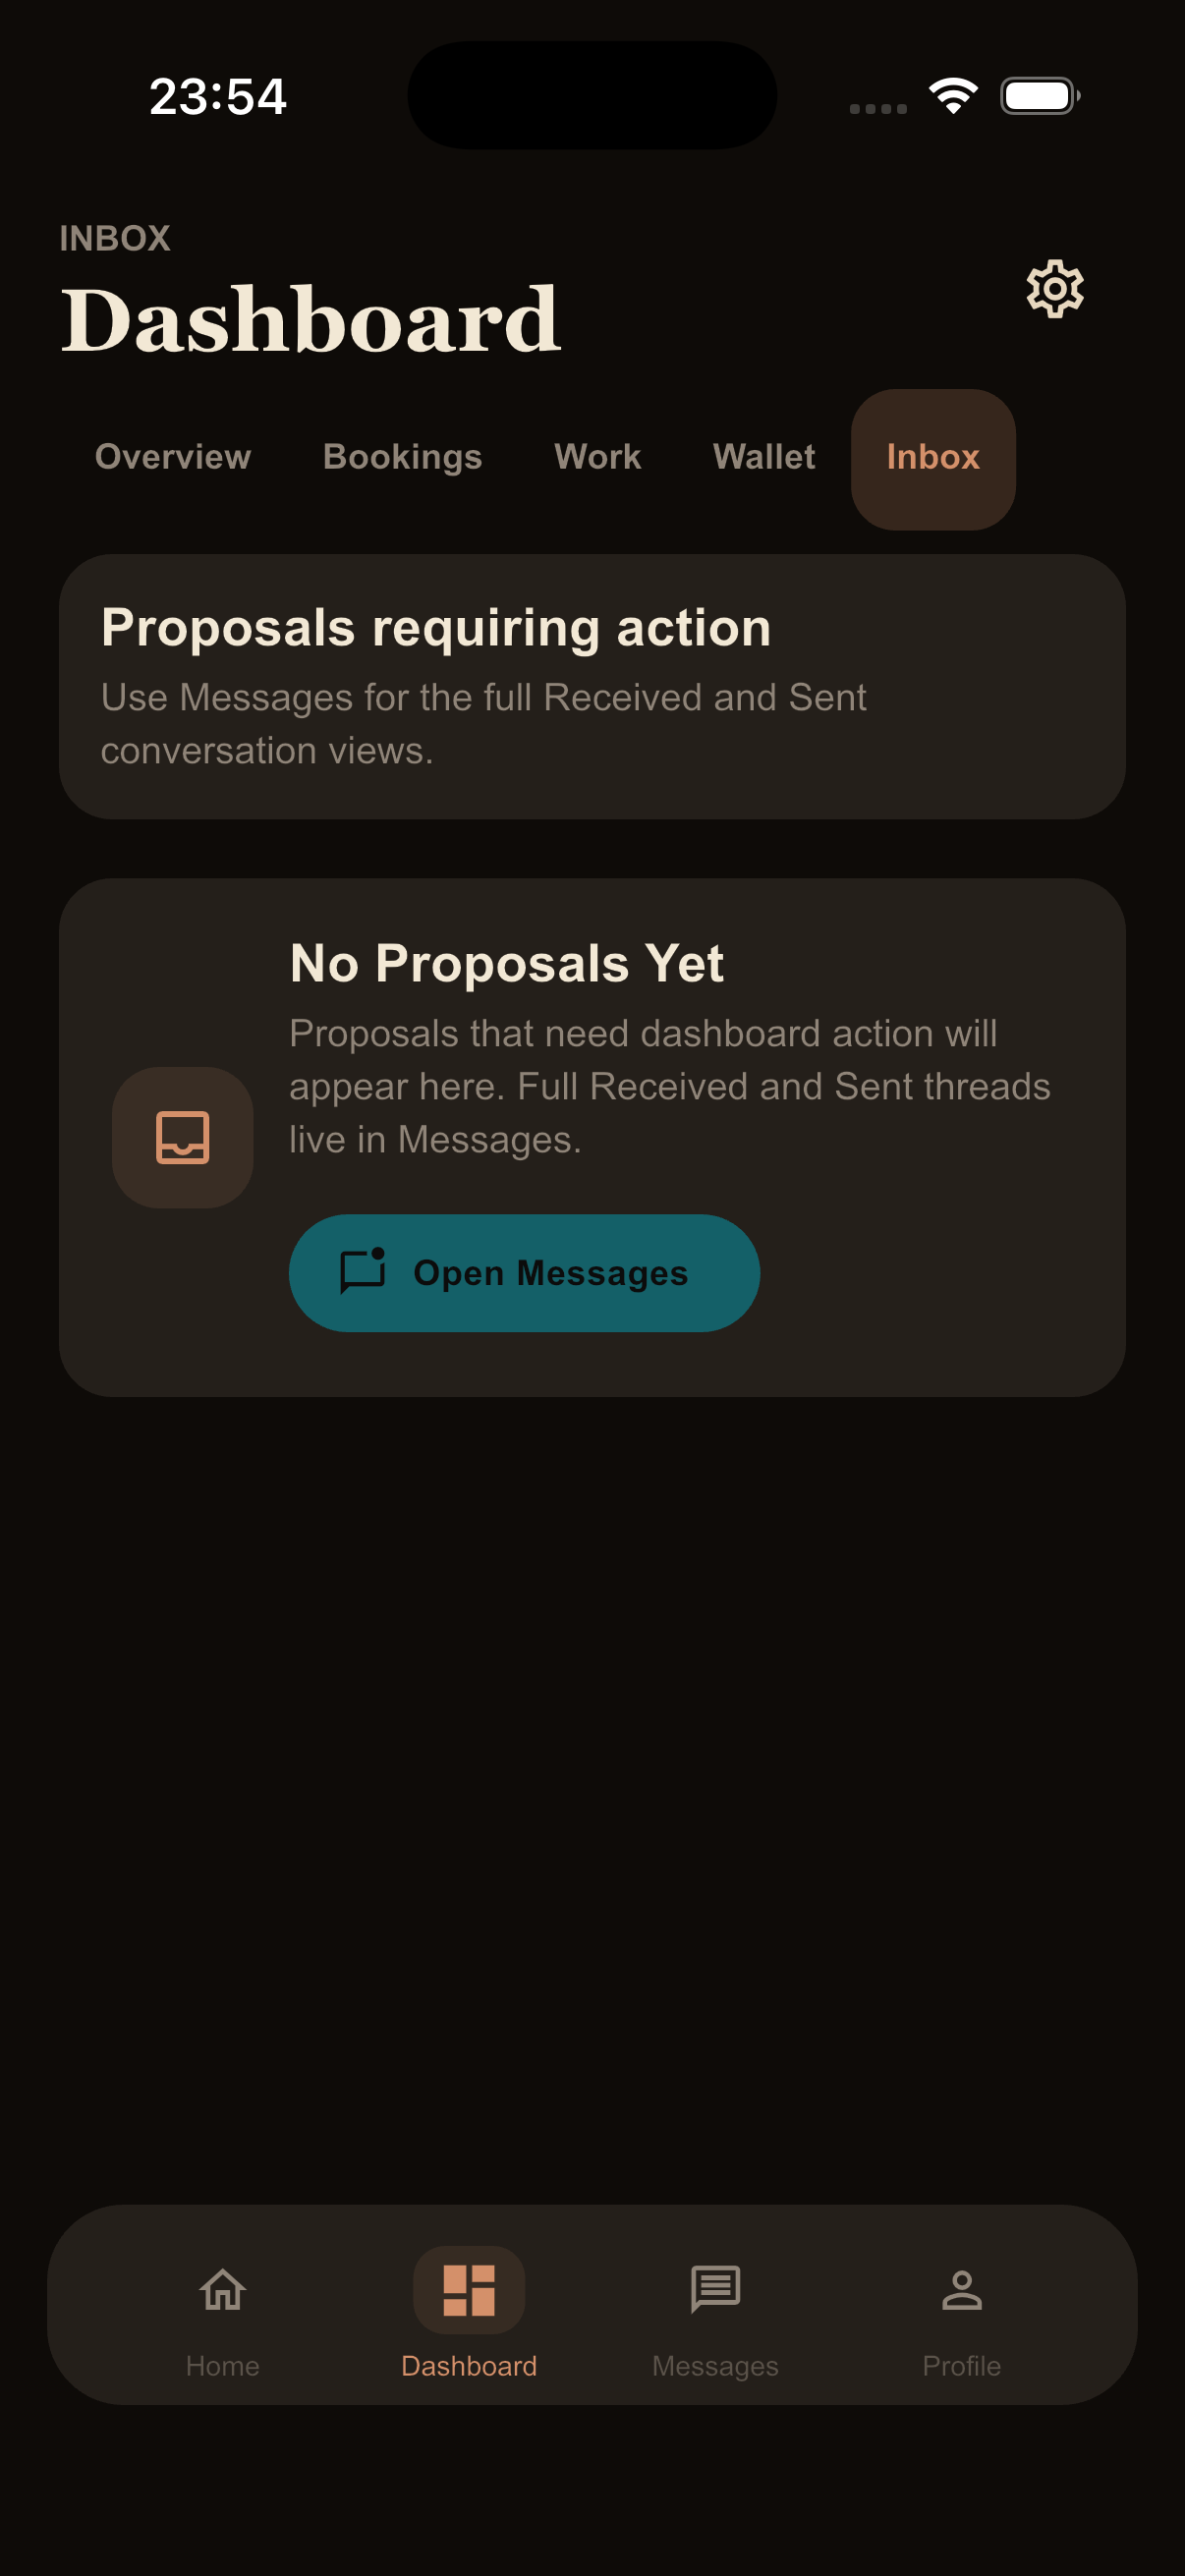 23:54
INBOX
Dashboard
Overview Bookings Work Wallet Inbox
Proposals requiring action
Use Messages for the full Received and Sent
conversation views.
No Proposals Yet
Proposals that need dashboard action will
appear here. Full Received and Sent threads
live in Messages.
Open Messages
Home Dashboard Messages Profile